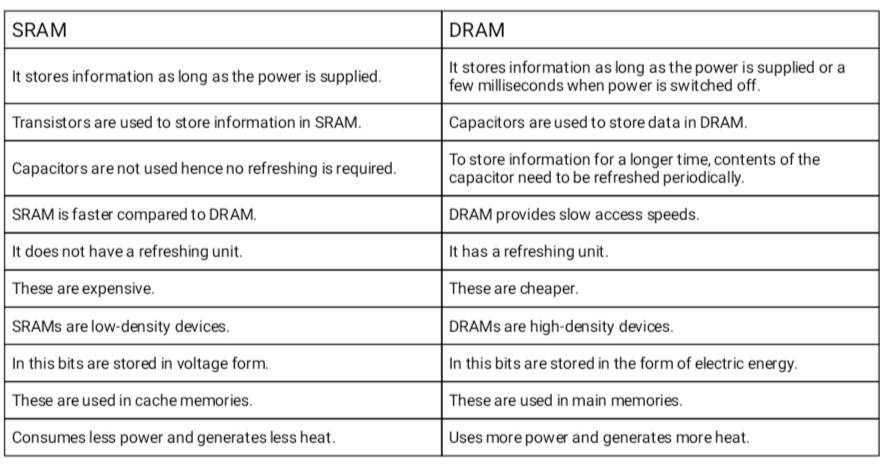 SRAM
DRAM
It stores information as long as the power is supplied.
It stores information as long as the power is supplied or a
few milliseconds when power is switched off.
Transistors are used to store information in SRAM.
Capacitors are used to store data in DRAM.
Capacitors are not used hence no refreshing is required.
To store information for a longer time, contents of the
capacitor need to be refreshed periodically.
SRAM is faster compared to DRAM.
DRAM provides slow access speeds.
It does not have a refreshing unit.
It has a refreshing unit.
These are expensive.
These are cheaper.
SRAMs are low-density devices.
DRAMs are high-density devices.
In this bits are stored in voltage form.
In this bits are stored in the form of electric energy.
These are used in cache memories.
These are used in main memories.
Consumes less power and generates less heat.
Uses more power and generates more heat.